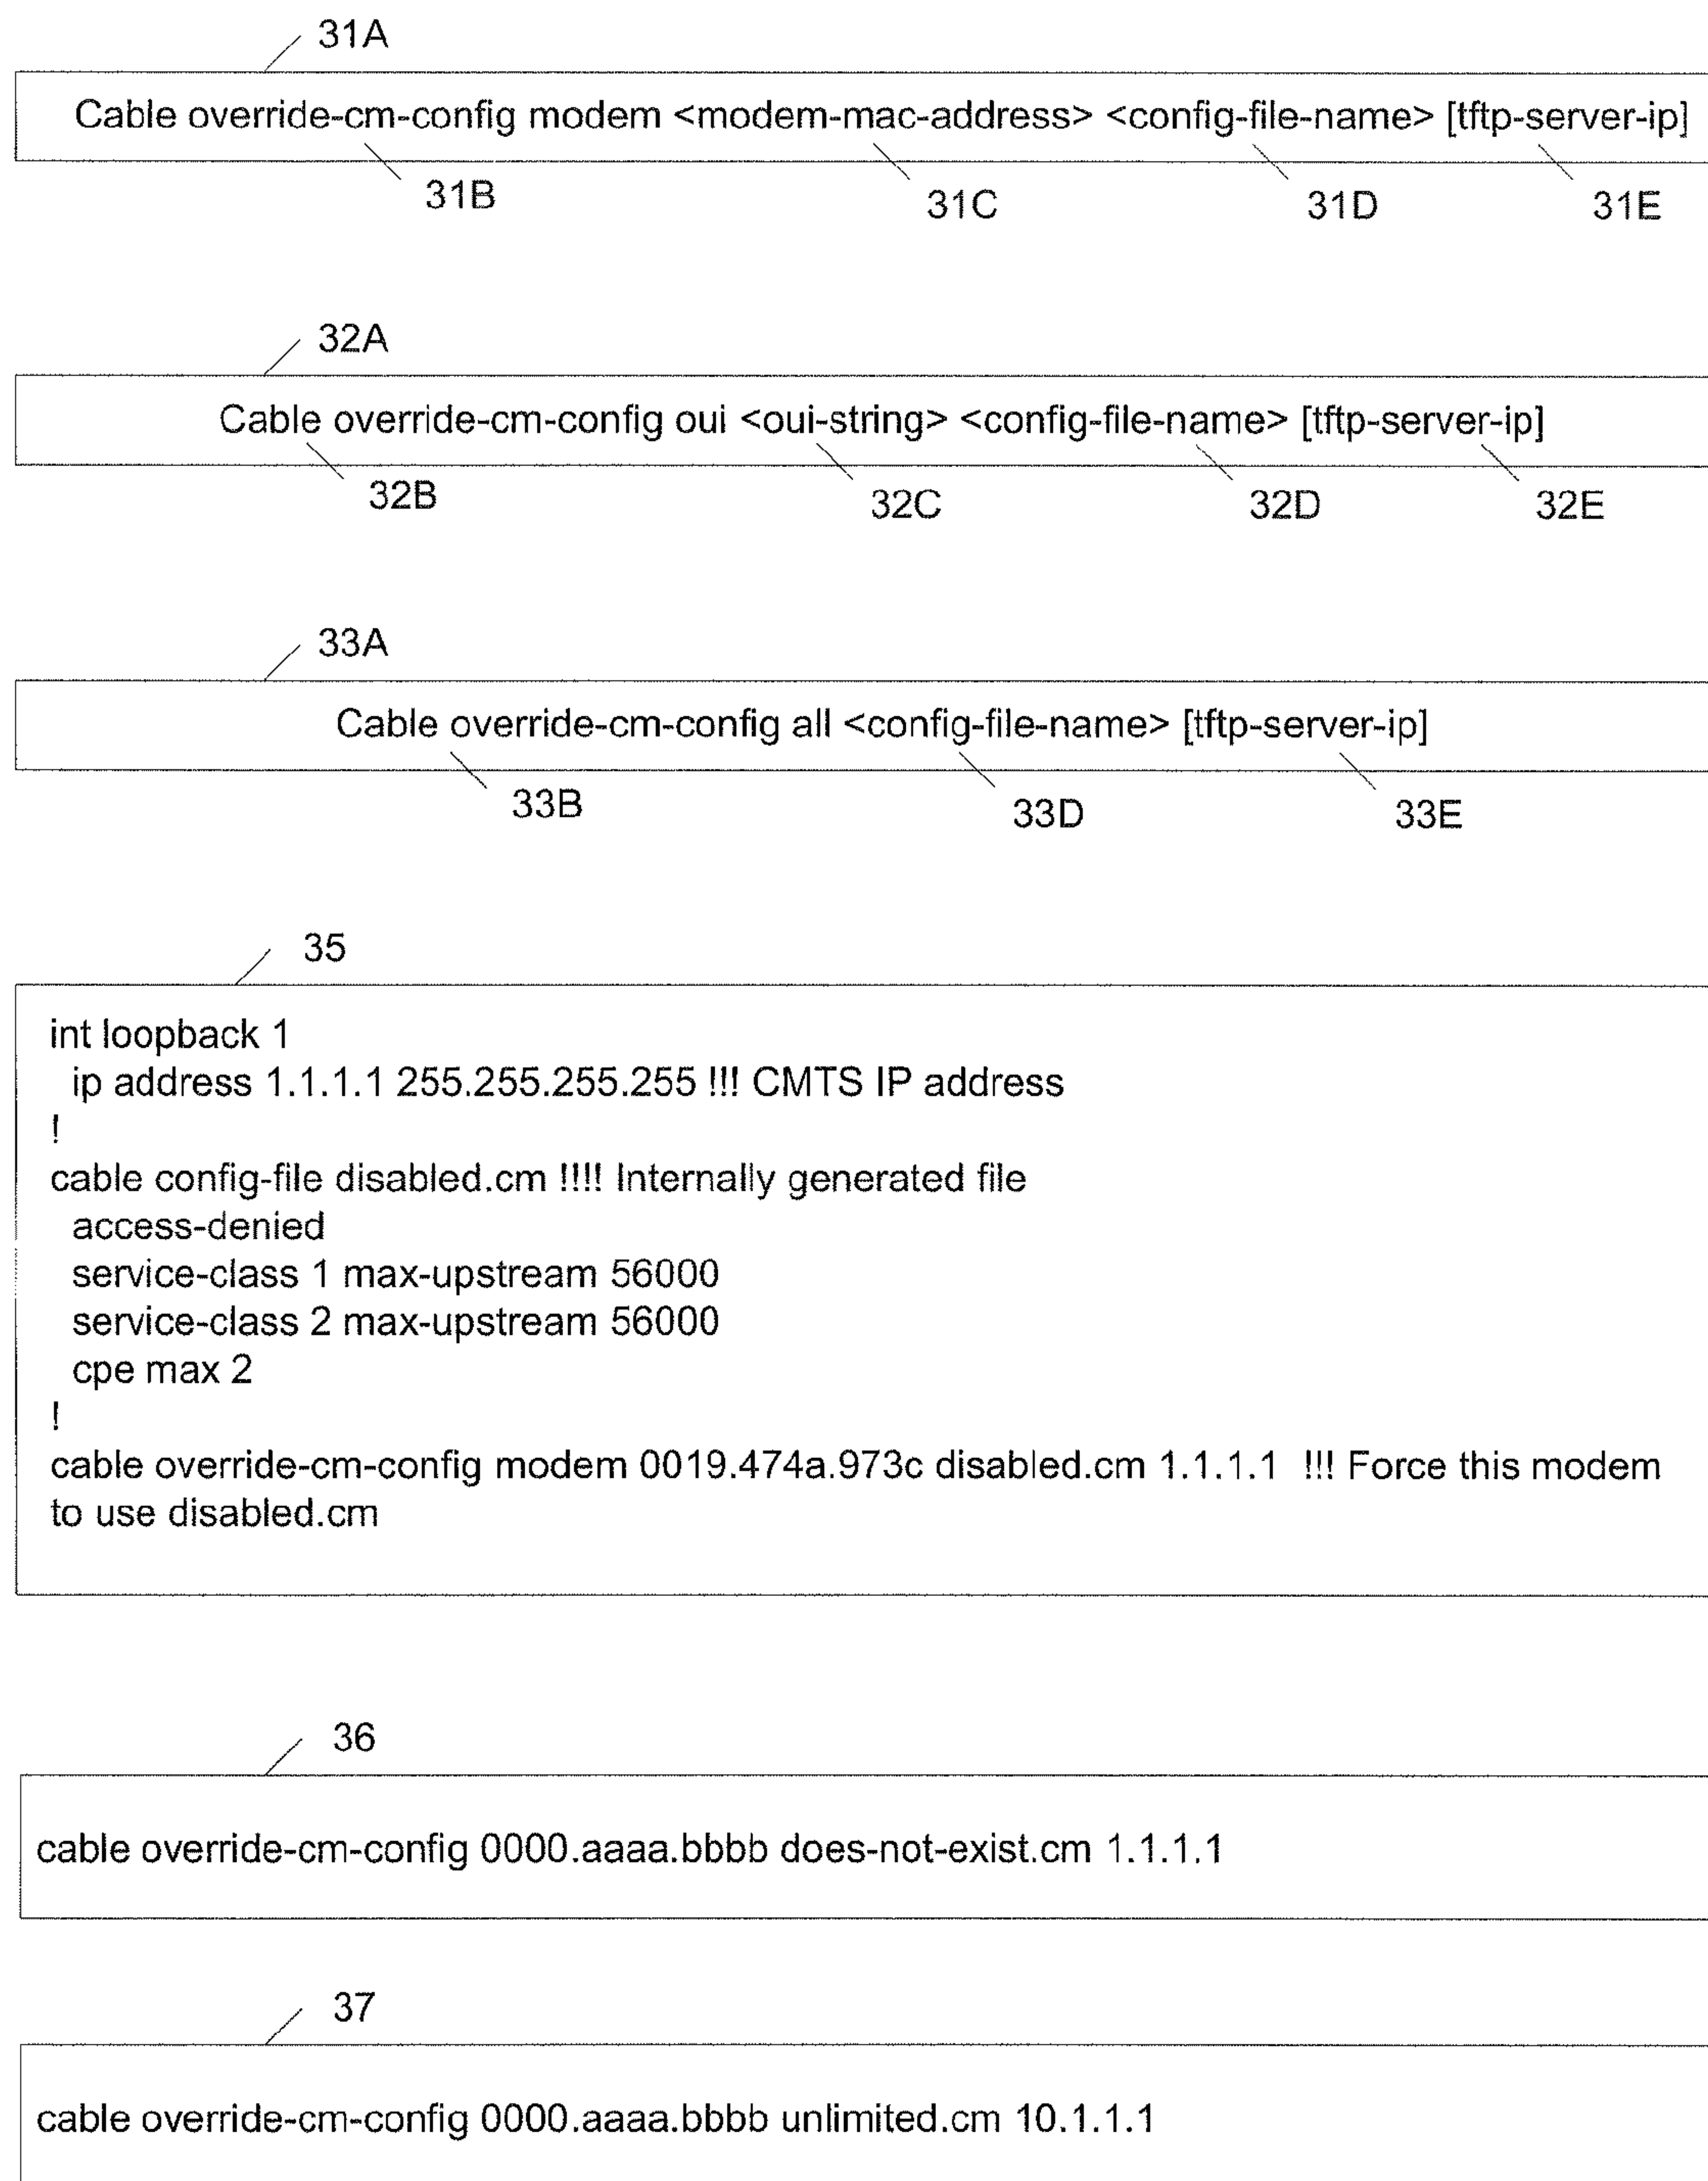 31A
Cable override-cm-config modem <modem-mac-address> <config-file-name> [tftp-server-ip]
31B 31C 31D 31E
32A
Cable override-cm-config oui <oui-string> <config-file-name> [tftp-server-ip]
32B 32C 32D 32E
33A
Cable override-cm-config all <config-file-name> [tftp-server-ip]
33B 33D 33E
35
int loopback 1
ip address 1.1.1.1 255.255.255.255 !!! CMTS IP address
!
cable config-file disabled.cm !!!! Internally generated file
access-denied
service-class 1 max-upstream 56000
service-class 2 max-upstream 56000
cpe max 2
!
cable override-cm-config modem 0019.474a.973c disabled.cm 1.1.1.1 !!! Force this modem
to use disabled.cm
36
cable override-cm-config 0000.aaaa.bbbb does-not-exist.cm 1.1.1.1
37
cable override-cm-config 0000.aaaa.bbbb unlimited.cm 10.1.1.1